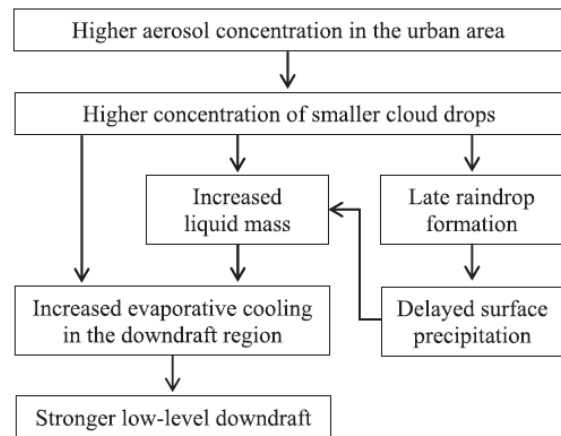 Higher aerosol concentration in the urban area
Higher concentration of smaller cloud drops
Increased
liquid mass
Late raindrop
formation
Increased evaporative cooling
in the downdraft region
Delayed surface
precipitation
Stronger low-level downdraft